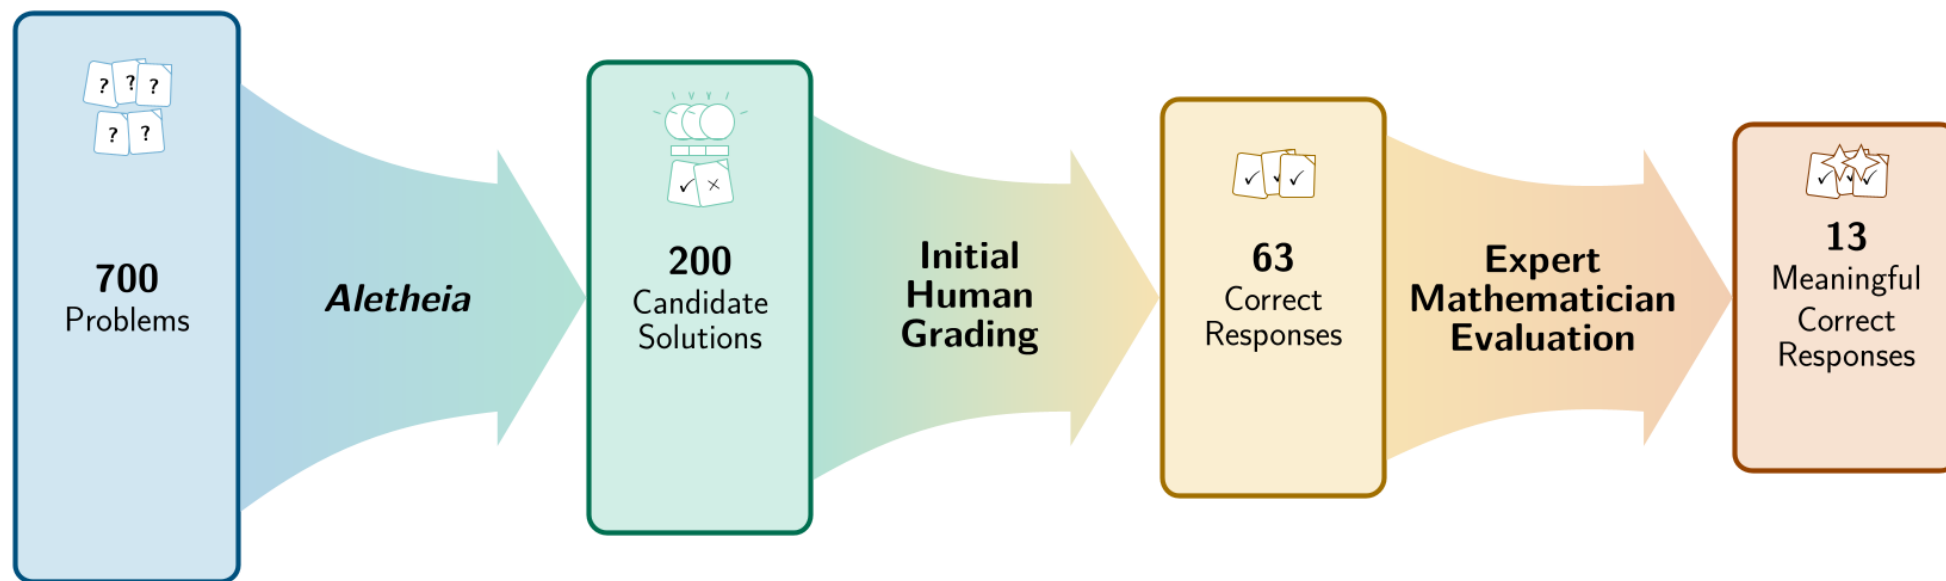 ? ? ?
? ?
700
Problems
Aletheia
200
Candidate
Solutions
Initial
Human
Grading
63
Correct
Responses
Expert
Mathematician
Evaluation
13
Meaningful
Correct
Responses